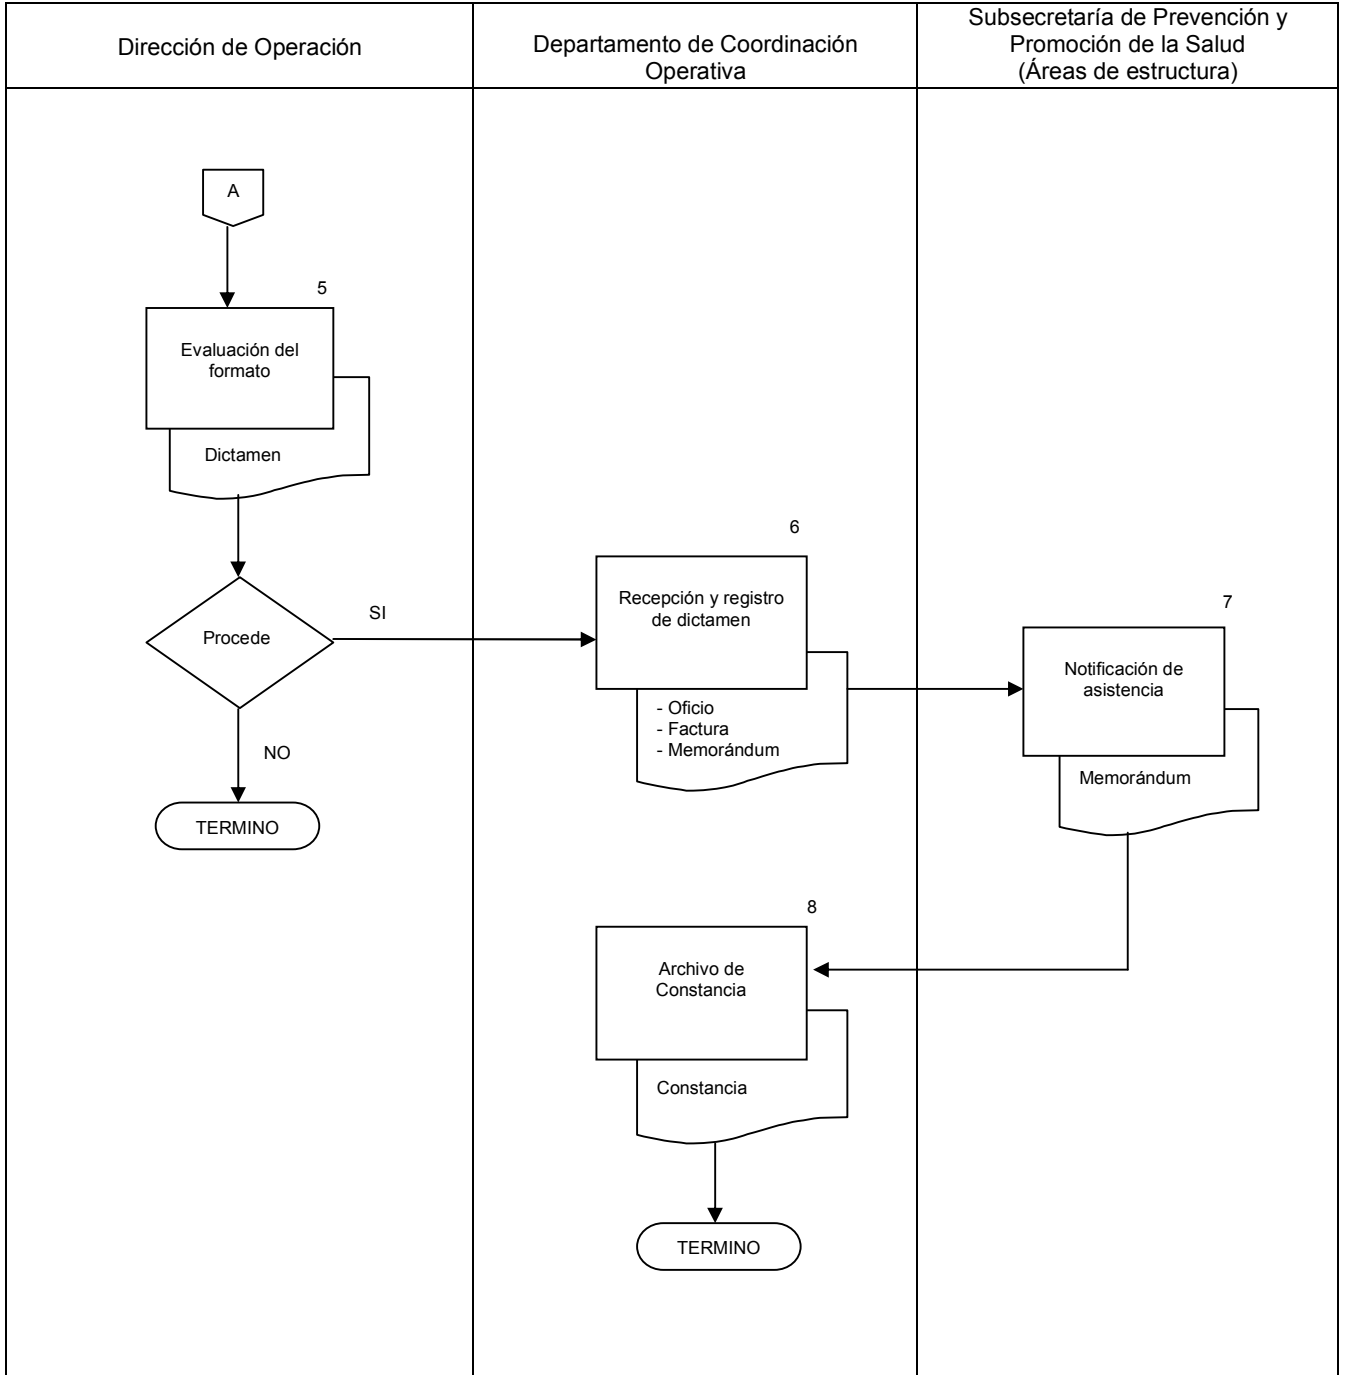 Dirección de Operación
Departamento de Coordinación
Operativa
Subsecretaría de Prevención y
Promoción de la Salud
(Áreas de estructura)
A
5
Evaluación del
formato
Dictamen
Procede
SI
NO
TERMINO
6
Recepción y registro
de dictamen
- Oficio
- Factura
- Memorándum
7
Notificación de
asistencia
Memorándum
8
Archivo de
Constancia
Constancia
TERMINO